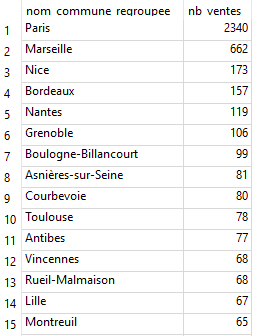 nom_commune_regroupee nb_ventes
1 Paris 2340
2 Marseille 662
3 Nice 173
4 Bordeaux 157
5 Nantes 119
6 Grenoble 106
7 Boulogne-Billancourt 99
8 Asnières-sur-Seine 81
9 Courbevoie 80
10 Toulouse 78
11 Antibes 77
12 Vincennes 68
13 Rueil-Malmaison 68
14 Lille 67
15 Montreuil 65